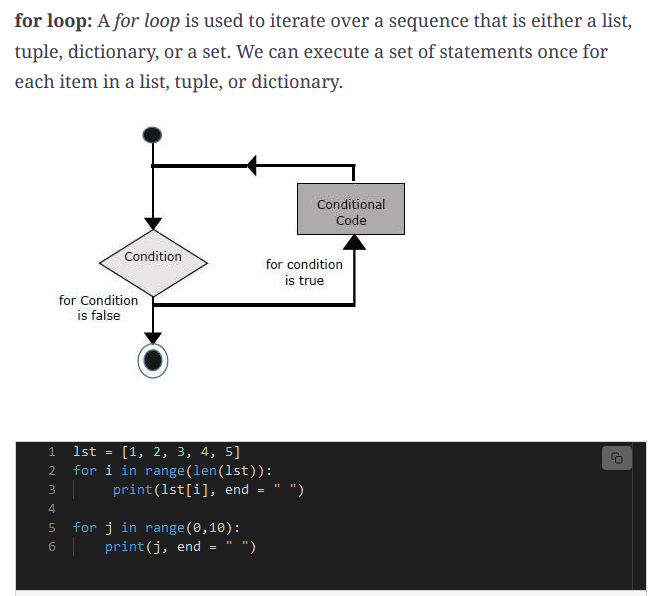 for loop: A for loop is used to iterate over a sequence that is either a list,
tuple, dictionary, or a set. We can execute a set of statements once for
each item in a list, tuple, or dictionary.
Conditional
Code
Condition
for condition
is true
for Condition
is false
1 lst = [1, 2, 3, 4, 5]
2 for i in range(len(lst)):
3     print(lst[i], end = " ")
4
5 for j in range(0,10):
6     print(j, end = " ")